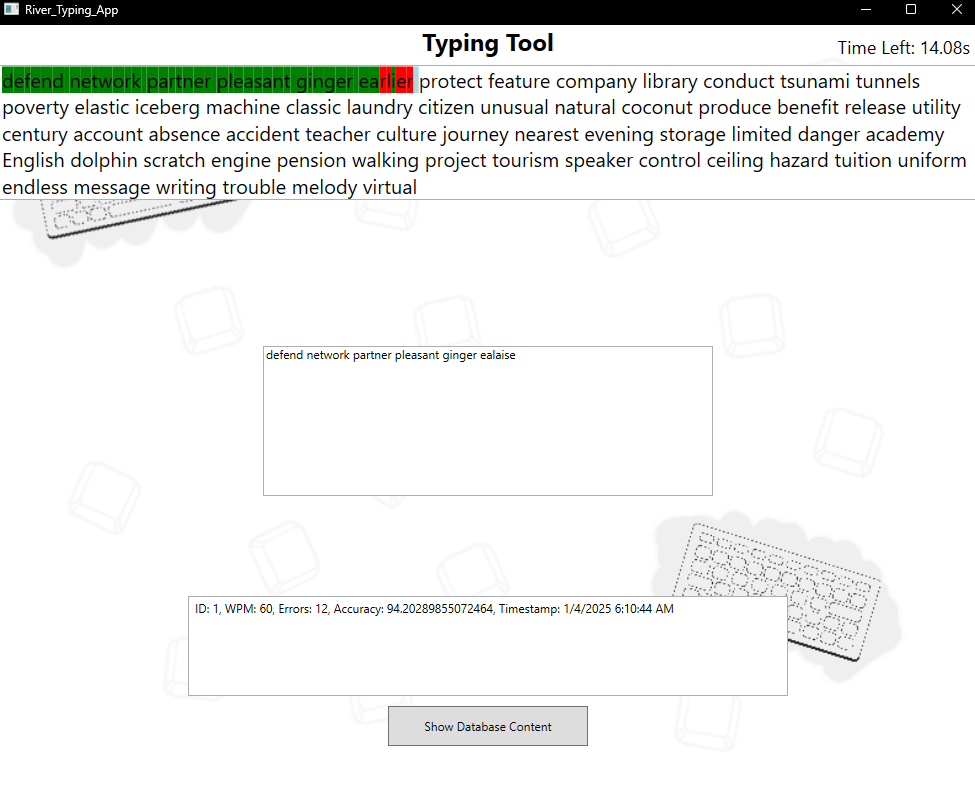 River_Typing_App
Typing Tool
Time Left: 14.08s
defend network partner pleasant ginger earlier protect feature company library conduct tsunami tunnels
poverty elastic iceberg machine classic laundry citizen unusual natural coconut produce benefit release utility
century account absence accident teacher culture journey nearest evening storage limited danger academy
English dolphin scratch engine pension walking project tourism speaker control ceiling hazard tuition uniform
endless message writing trouble melody virtual
defend network partner pleasant ginger ealaise
ID: 1, WPM: 60, Errors: 12, Accuracy: 94.20289855072464, Timestamp: 1/4/2025 6:10:44 AM
Show Database Content